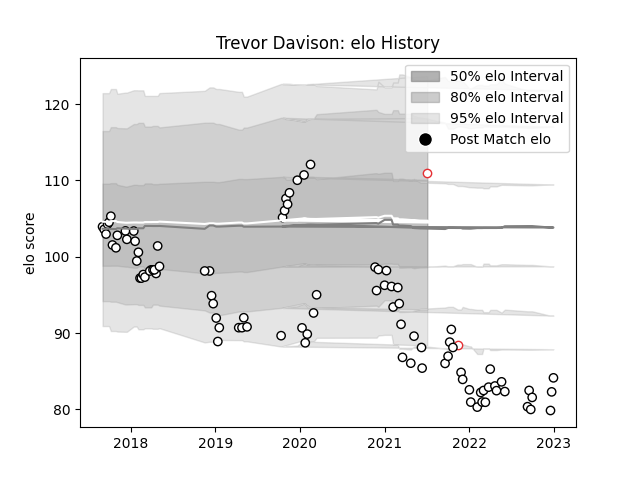 Trevor Davison: elo History
50% elo Interval
80% elo Interval
95% elo Interval
Post Match elo
elo score
120
110
100
90
80
2018 2019 2020 2021 2022 2023